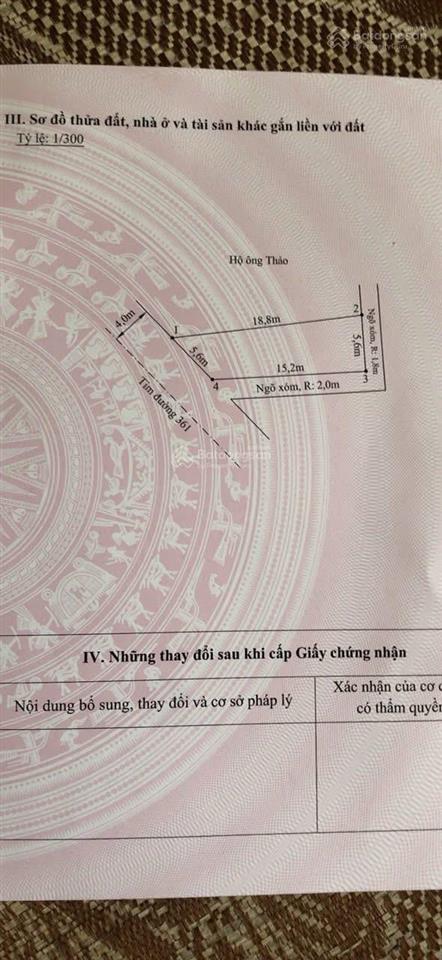 Batdongsan
III. Sơ đồ thửa đất, nhà ở và tài sản khác gắn liền với đất
Tỷ lệ: 1/300
Hộ ông Thảo
4,0m
1
18,8m
2
5,6m
Ngõ xóm, R: 1,8m
5,6m
15,2m
3
4
Ngõ xóm, R: 2,0m
Tim đường 361
Batdongsan
IV. Những thay đổi sau khi cấp Giấy chứng nhận
Nội dung bổ sung, thay đổi và cơ sở pháp lý
Xác nhận của cơ
có thẩm quyền